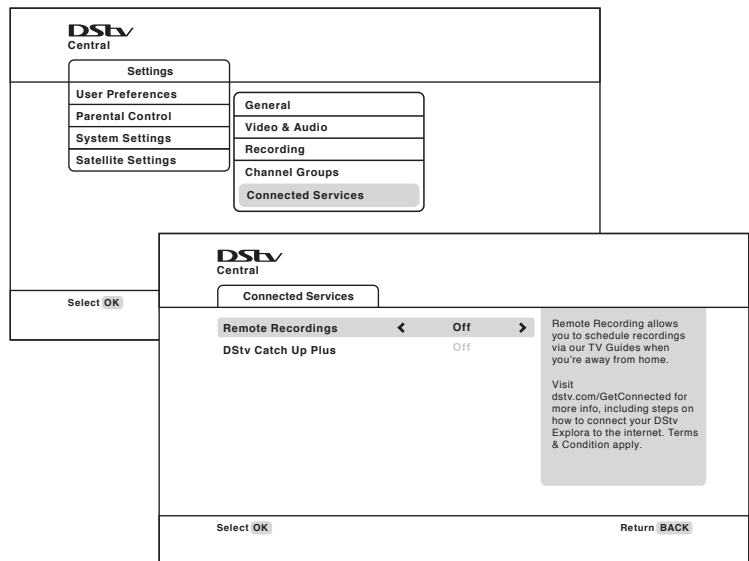 DStv
Central
Settings
User Preferences
Parental Control
System Settings
Satellite Settings
General
Video & Audio
Recording
Channel Groups
Connected Services
Select OK
DStv
Central
Connected Services
Remote Recordings Off
DStv Catch Up Plus Off
Remote Recording allows
you to schedule recordings
via our TV Guides when
you're away from home.
Visit
dstv.com/GetConnected for
more info, including steps on
how to connect your DStv
Explora to the internet. Terms
& Condition apply.
Select OK
Return BACK